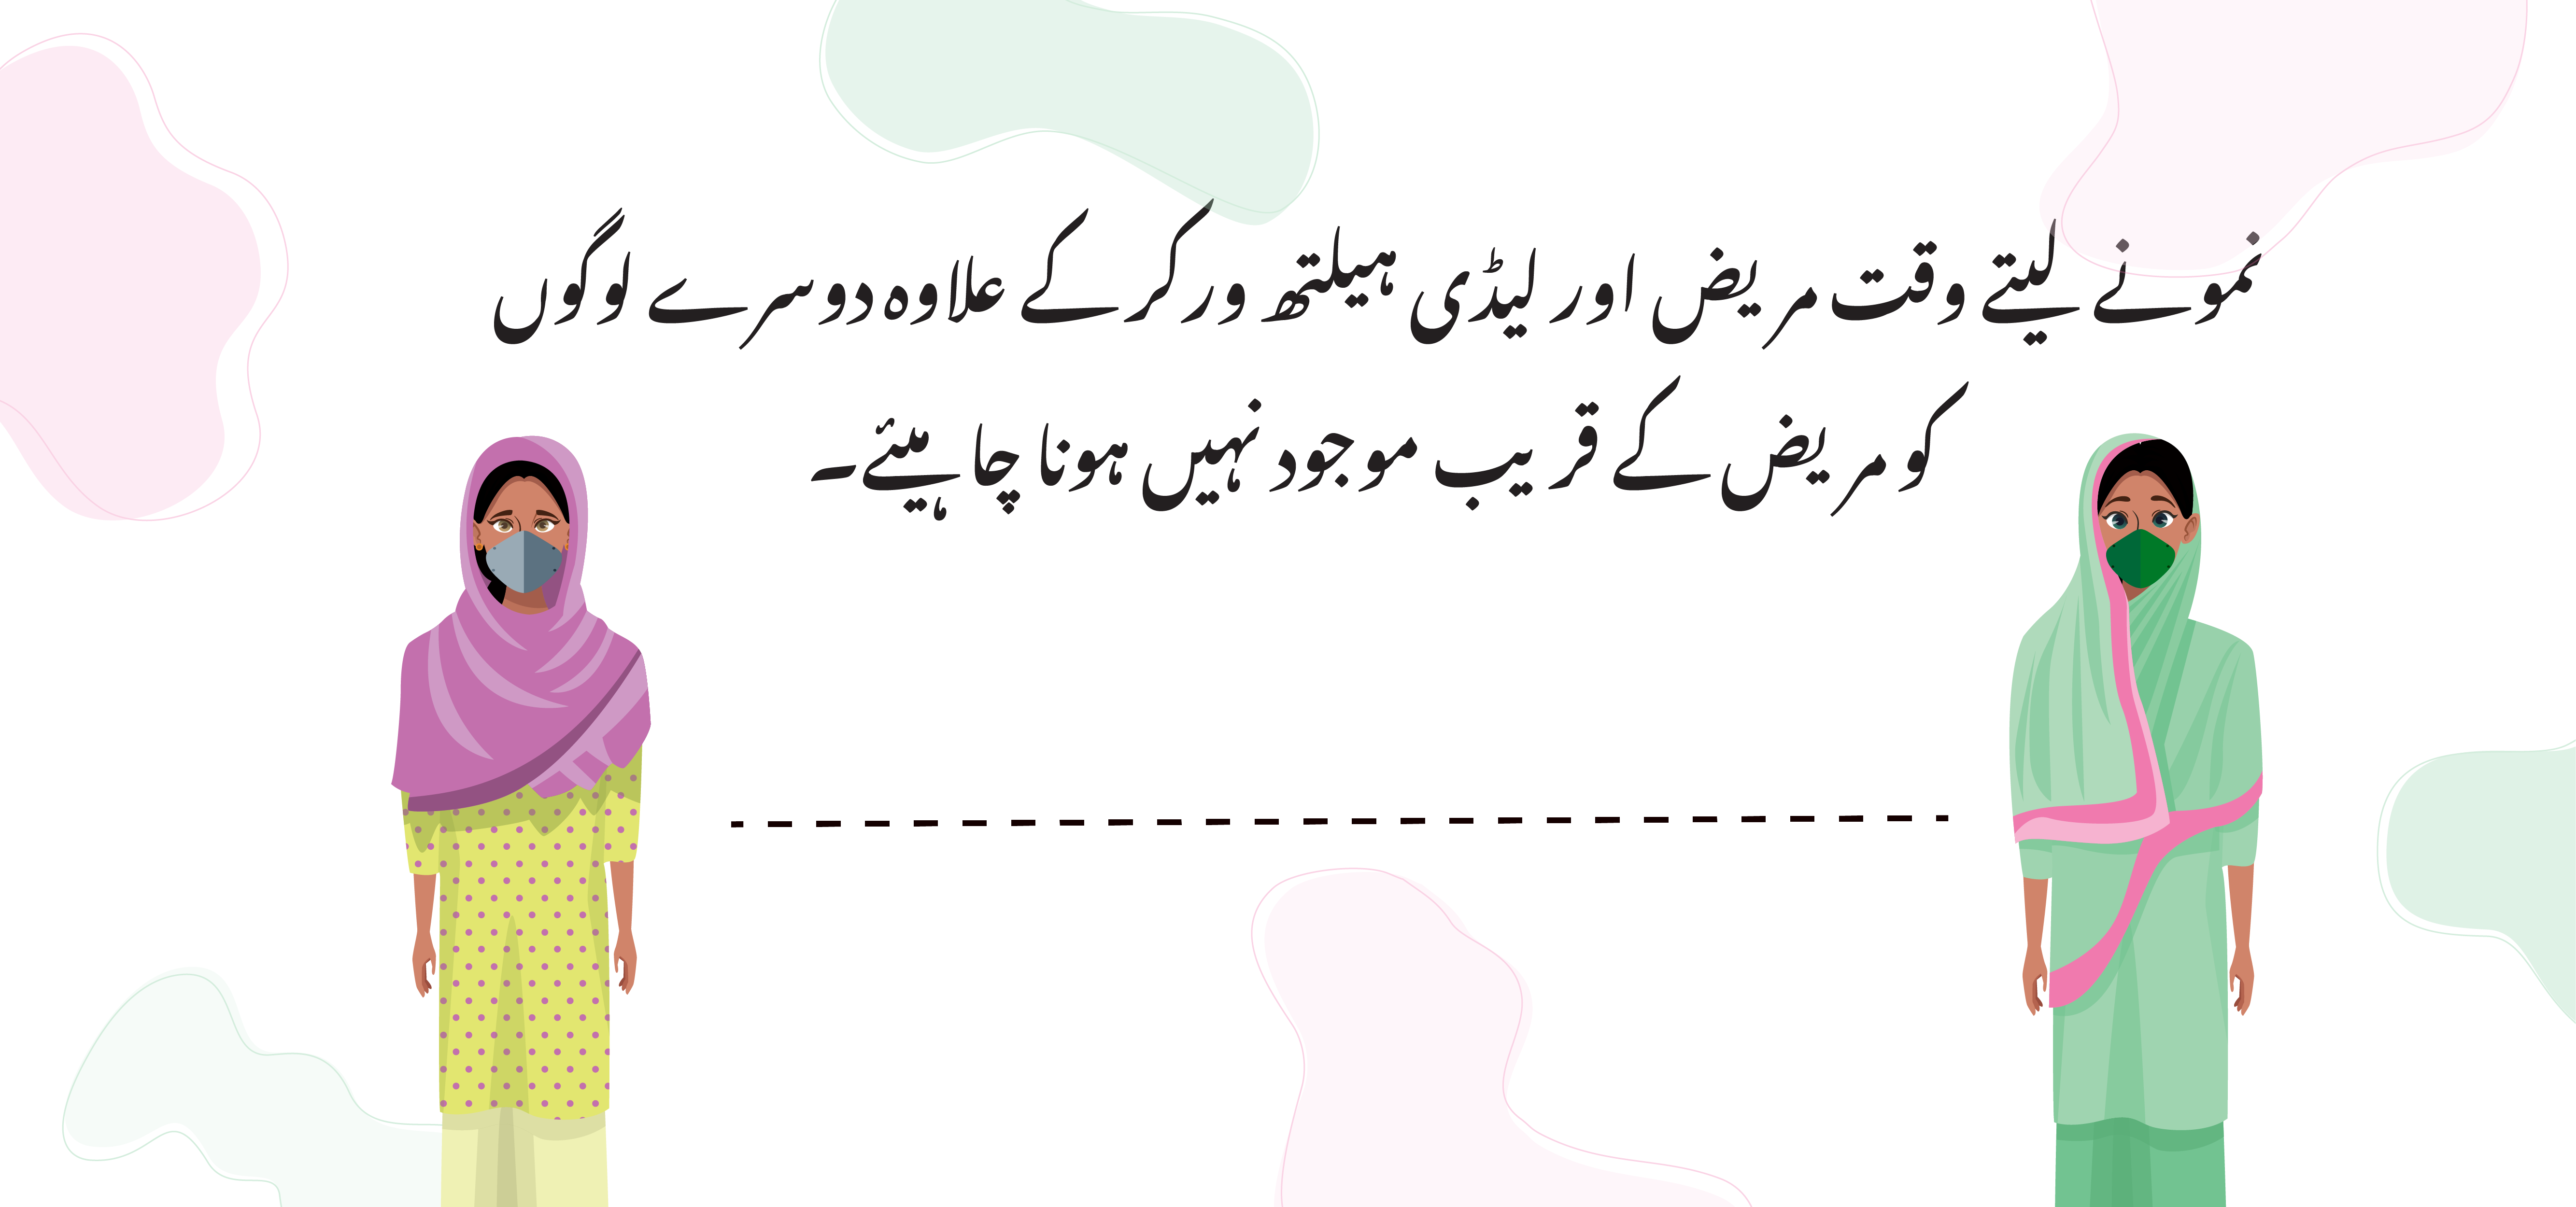 نمونے لیتے وقت مریض اور لیڈی ہیلتھ ورکر کے علاوہ دوسرے لوگوں
کو مریض کے قریب موجود نہیں ہونا چاہیئے۔